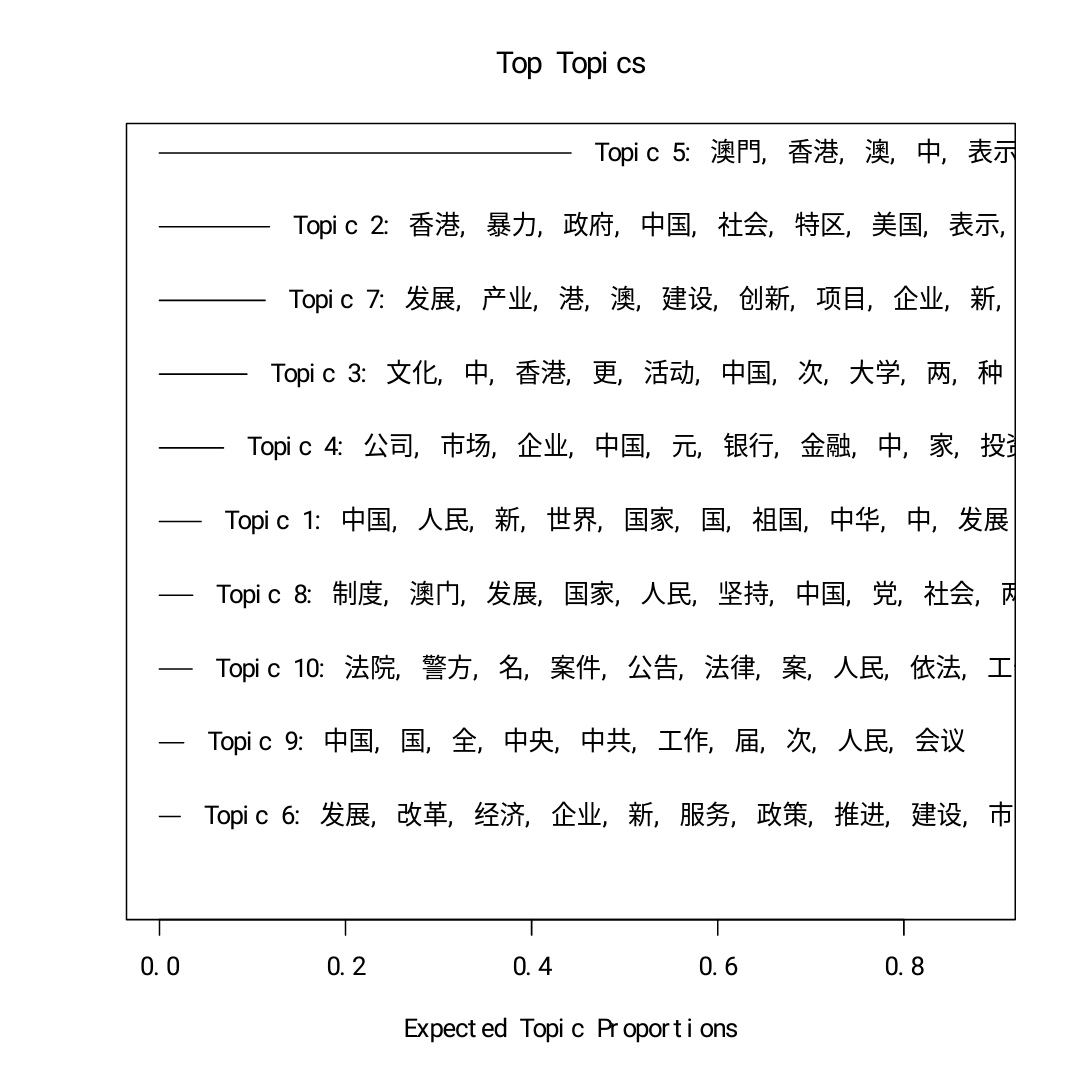 Top Topics
Topic 5: 澳門, 香港, 澳, 中, 表示
Topic 2: 香港, 暴力, 政府, 中国, 社会, 特区, 美国, 表示,
Topic 7: 发展, 产业, 港, 澳, 建设, 创新, 项目, 企业, 新,
Topic 3: 文化, 中, 香港, 更, 活动, 中国, 次, 大学, 两, 种
Topic 4: 公司, 市场, 企业, 中国, 元, 银行, 金融, 中, 家, 投资
Topic 1: 中国, 人民, 新, 世界, 国家, 国, 祖国, 中华, 中, 发展
Topic 8: 制度, 澳门, 发展, 国家, 人民, 坚持, 中国, 党, 社会,
Topic 10: 法院, 警方, 名, 案件, 公告, 法律, 案, 人民, 依法, 工
Topic 9: 中国, 国, 全, 中央, 中共, 工作, 届, 次, 人民, 会议
Topic 6: 发展, 改革, 经济, 企业, 新, 服务, 政策, 推进, 建设, 市
0.0 0.2 0.4 0.6 0.8
Expected Topic Proportions